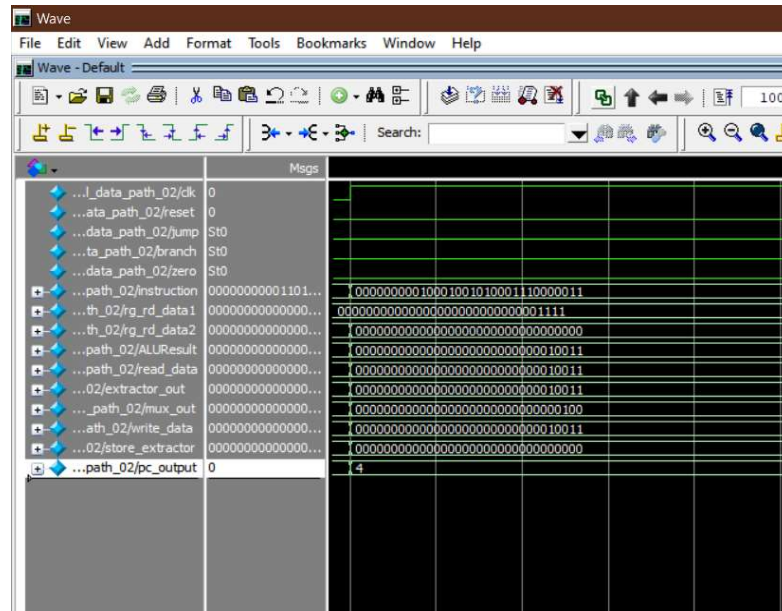 Wave
File Edit View Add Format Tools Bookmarks Window Help
Wave - Default
100
Search:
Msgs
...l_data_path_02/clk 0
...ata_path_02/reset 0
...data_path_02/jump St0
...ta_path_02/branch St0
...data_path_02/zero St0
...path_02/instruction 00000000001101... 00000000010001001010001110000011
...th_02/rg_rd_data1 00000000000000... 00000000000000000000000000001111
...th_02/rg_rd_data2 00000000000000... 00000000000000000000000000000000
...path_02/ALUResult 00000000000000... 00000000000000000000000000010011
...path_02/read_data 00000000000000... 00000000000000000000000000010011
...02/extractor_out 00000000000000... 00000000000000000000000000010011
..._path_02/mux_out 00000000000000... 00000000000000000000000000000100
...ath_02/write_data 00000000000000... 00000000000000000000000000010011
...02/store_extractor 00000000000000... 00000000000000000000000000000000
...path_02/pc_output 0 4